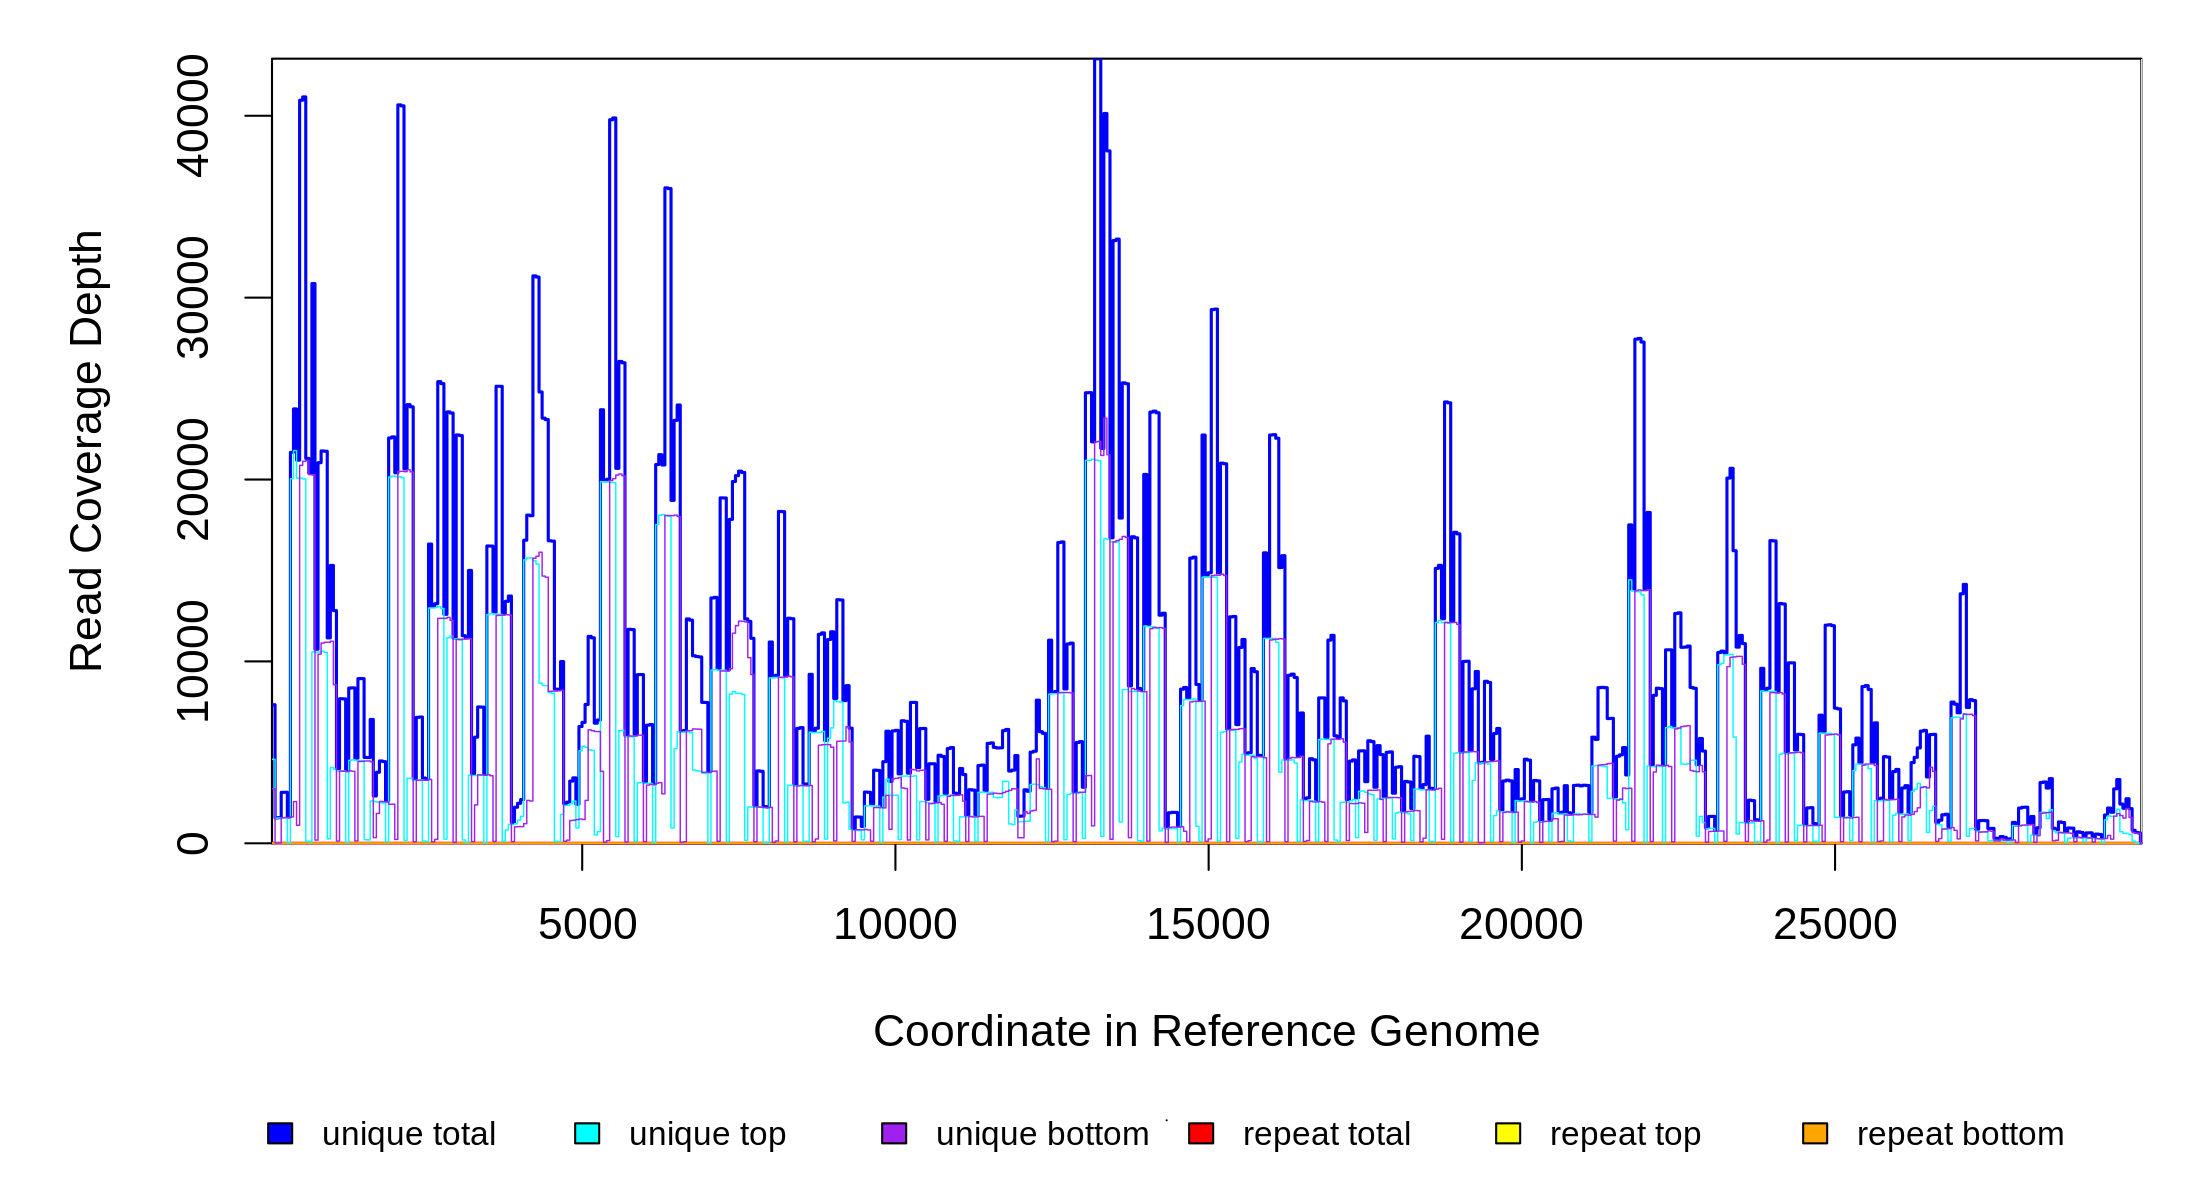 Read Coverage Depth
40000
30000
20000
10000
0
5000 10000 15000 20000 25000
Coordinate in Reference Genome
unique total unique top unique bottom repeat total repeat top repeat bottom